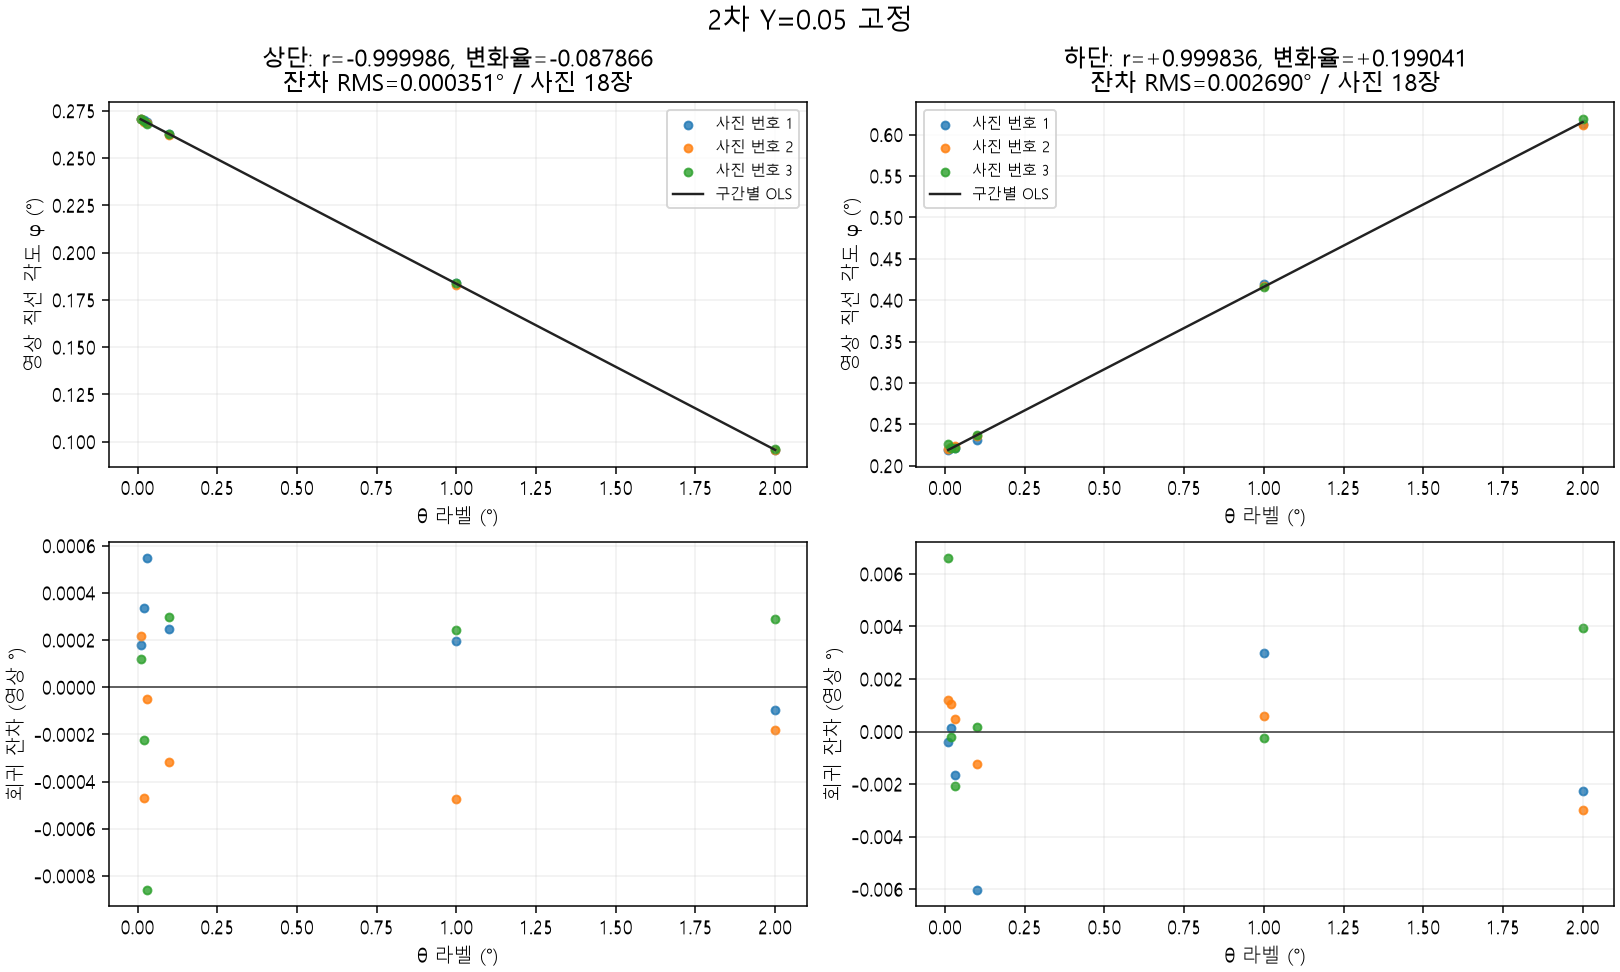 2차 Y=0.05 고정
상단: r=-0.999986, 변화율=-0.087866
잔차 RMS=0.000351° / 사진 18장
0.275
0.250
0.225
0.200
0.175
0.150
0.125
0.100
영상 직선 각도 φ (°)
사진 번호 1
사진 번호 2
사진 번호 3
구간별 OLS
0.00 0.25 0.50 0.75 1.00 1.25 1.50 1.75 2.00
θ 라벨 (°)
하단: r=+0.999836, 변화율=+0.199041
잔차 RMS=0.002690° / 사진 18장
0.60
0.55
0.50
0.45
0.40
0.35
0.30
0.25
0.20
영상 직선 각도 φ (°)
사진 번호 1
사진 번호 2
사진 번호 3
구간별 OLS
0.00 0.25 0.50 0.75 1.00 1.25 1.50 1.75 2.00
θ 라벨 (°)
0.0006
0.0004
0.0002
0.0000
-0.0002
-0.0004
-0.0006
-0.0008
회귀 잔차 (영상 °)
0.00 0.25 0.50 0.75 1.00 1.25 1.50 1.75 2.00
θ 라벨 (°)
0.006
0.004
0.002
0.000
-0.002
-0.004
-0.006
회귀 잔차 (영상 °)
0.00 0.25 0.50 0.75 1.00 1.25 1.50 1.75 2.00
θ 라벨 (°)